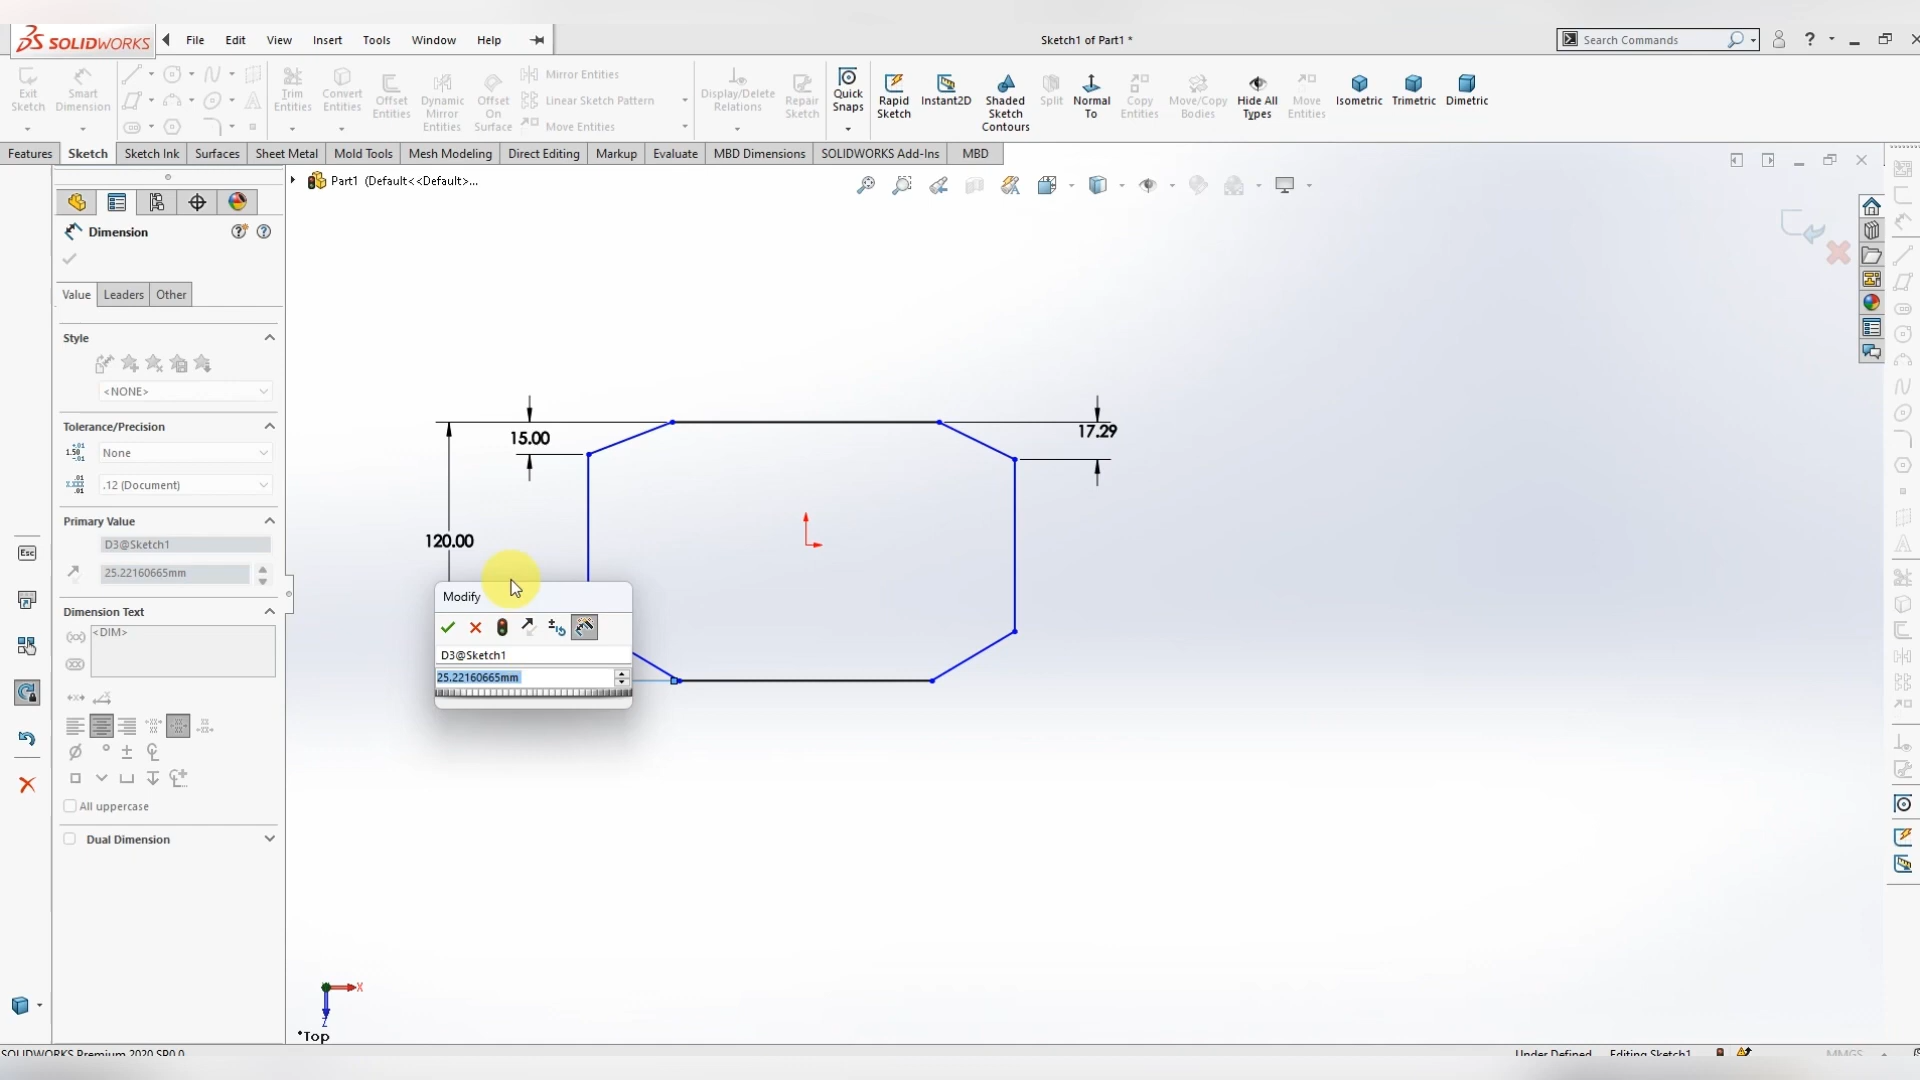 SOLIDWORKS
File Edit View Insert Tools Window Help
Sketch1 of Part1 *
Search Commands
?
Exit Sketch
Smart Dimension
Trim Entities
Convert Entities
Offset Entities
Dynamic Mirror Entities
Offset On Surface
Mirror Entities
Linear Sketch Pattern
Move Entities
Display/Delete Relations
Repair Sketch
Quick Snaps
Rapid Sketch
Instant2D
Shaded Sketch Contours
Split
Normal To
Copy Entities
Move/Copy Bodies
Hide All Types
Move Entities
Isometric
Trimetric
Dimetric
Features Sketch Sketch Ink Surfaces Sheet Metal Mold Tools Mesh Modeling Direct Editing Markup Evaluate MBD Dimensions SOLIDWORKS Add-Ins MBD
Part1 (Default<<Default>...
Dimension
Value Leaders Other
Style
<NONE>
Tolerance/Precision
None
.12 (Document)
Primary Value
D3@Sketch1
25.22160665mm
Dimension Text
<DIM>
All uppercase
Dual Dimension
Esc
15.00
17.29
120.00
Modify
D3@Sketch1
25.22160665mm
X
Z
*Top
SOLIDWORKS Premium 2020 SP0.0
Under Defined
Editing Sketch1
MMGS